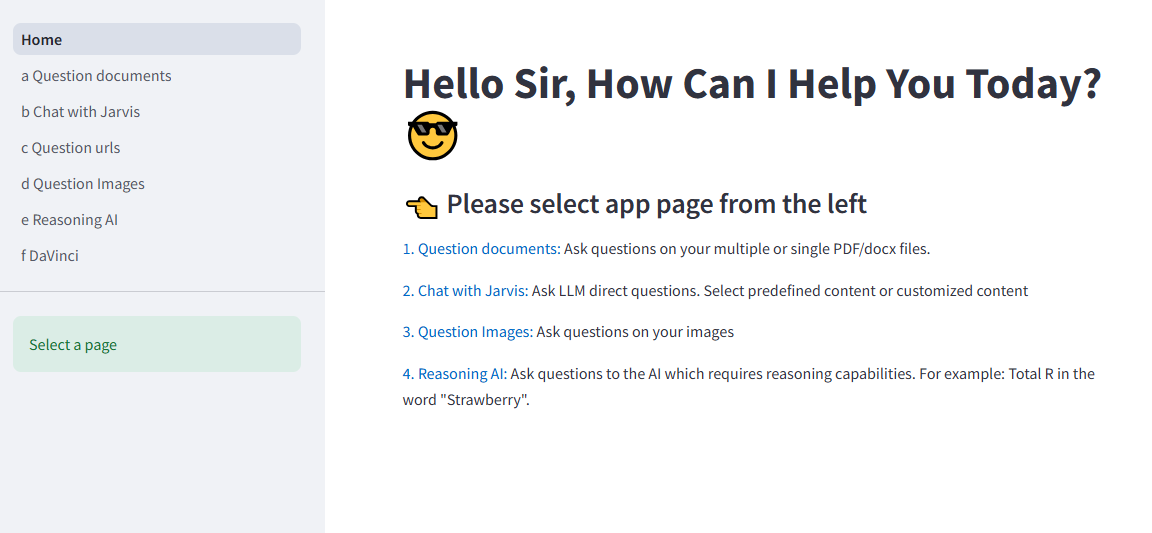 Home
a Question documents
b Chat with Jarvis
c Question urls
d Question Images
e Reasoning AI
f DaVinci
Select a page
Hello Sir, How Can I Help You Today?
😎
👈 Please select app page from the left
1. Question documents: Ask questions on your multiple or single PDF/docx files.
2. Chat with Jarvis: Ask LLM direct questions. Select predefined content or customized content
3. Question Images: Ask questions on your images
4. Reasoning AI: Ask questions to the AI which requires reasoning capabilities. For example: Total R in the
word "Strawberry".